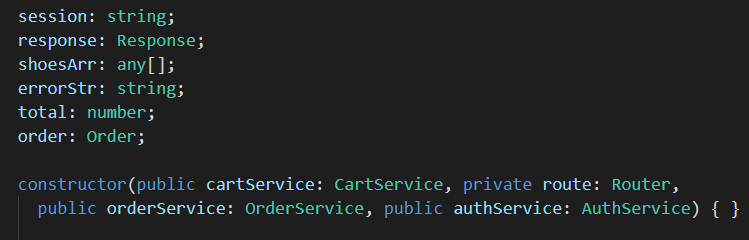 session: string;
response: Response;
shoesArr: any[];
errorStr: string;
total: number;
order: Order;
constructor(public cartService: CartService, private route: Router,
public orderService: OrderService, public authService: AuthService) { }